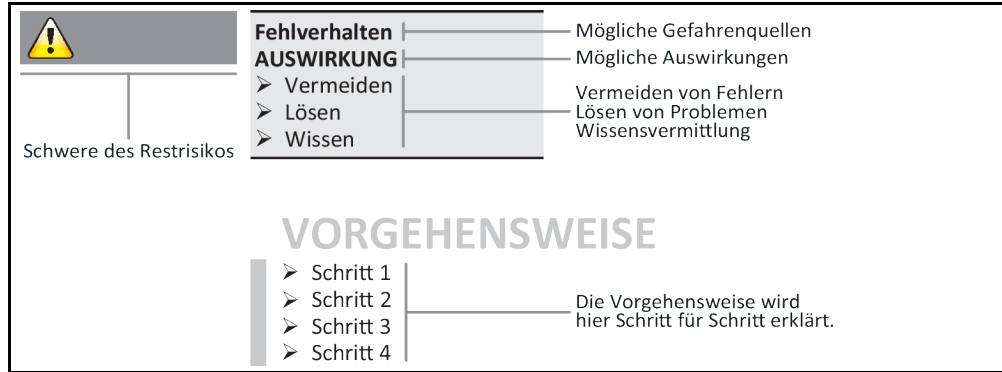 Fehlverhalten
Mögliche Gefahrenquellen
AUSWIRKUNG
Mögliche Auswirkungen
➢ Vermeiden
➢ Lösen
➢ Wissen
Vermeiden von Fehlern
Lösen von Problemen
Wissensvermittlung
Schwere des Restrisikos
VORGEHENSWEISE
➢ Schritt 1
➢ Schritt 2
➢ Schritt 3
➢ Schritt 4
Die Vorgehensweise wird
hier Schritt für Schritt erklärt.